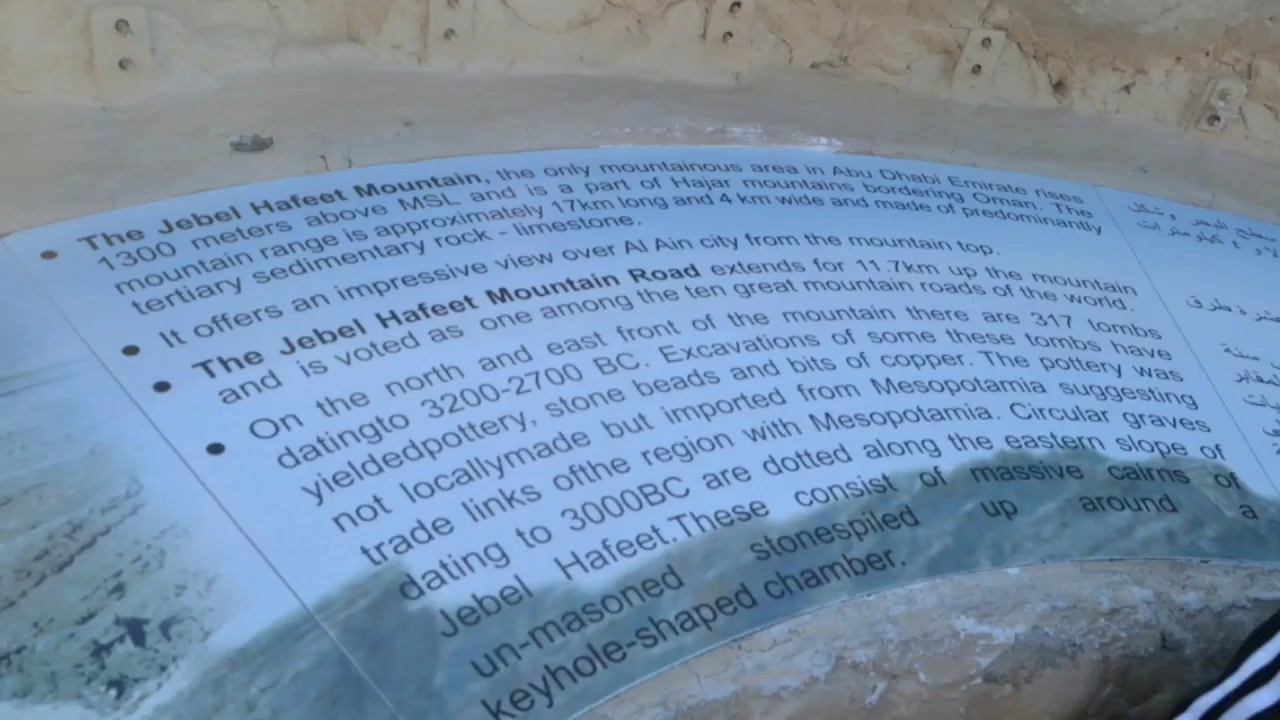 • The Jebel Hafeet Mountain, the only mountainous area in Abu Dhabi Emirate rises
1300 meters above MSL and is a part of Hajar mountains bordering Oman. The
mountain range is approximately 17km long and 4 km wide and made of predominantly
tertiary sedimentary rock - limestone.
• It offers an impressive view over Al Ain city from the mountain top.
• The Jebel Hafeet Mountain Road extends for 11.7km up the mountain
and is voted as one among the ten great mountain roads of the world.
• On the north and east front of the mountain there are 317 tombs
datingto 3200-2700 BC. Excavations of some these tombs have
yieldedpottery, stone beads and bits of copper. The pottery was
not locallymade but imported from Mesopotamia suggesting
trade links ofthe region with Mesopotamia. Circular graves
dating to 3000BC are dotted along the eastern slope of
Jebel Hafeet.These consist of massive cairns of
un-masoned stonespiled up around a
keyhole-shaped chamber.